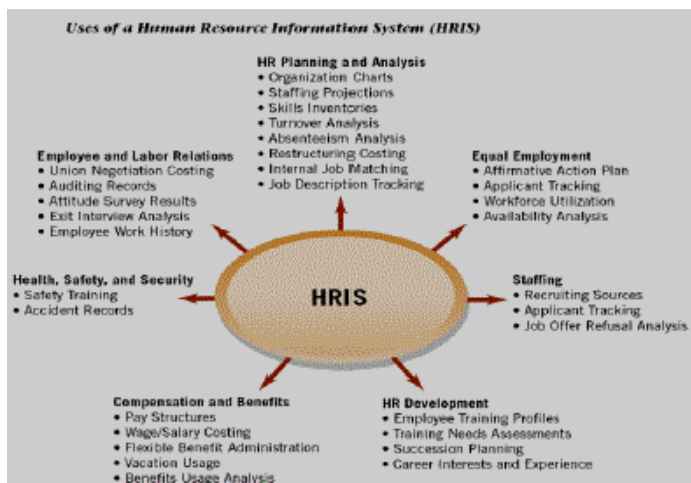 Uses of a Human Resource Information System (HRIS)
HR Planning and Analysis
• Organization Charts
• Staffing Projections
• Skills Inventories
• Turnover Analysis
• Absenteeism Analysis
• Restructuring Costing
• Internal Job Matching
• Job Description Tracking
Employee and Labor Relations
• Union Negotiation Costing
• Auditing Records
• Attitude Survey Results
• Exit Interview Analysis
• Employee Work History
Equal Employment
• Affirmative Action Plan
• Applicant Tracking
• Workforce Utilization
• Availability Analysis
Health, Safety, and Security
• Safety Training
• Accident Records
HRIS
Staffing
• Recruiting Sources
• Applicant Tracking
• Job Offer Refusal Analysis
Compensation and Benefits
• Pay Structures
• Wage/Salary Costing
• Flexible Benefit Administration
• Vacation Usage
• Benefits Usage Analysis
HR Development
• Employee Training Profiles
• Training Needs Assessments
• Succession Planning
• Career Interests and Experience